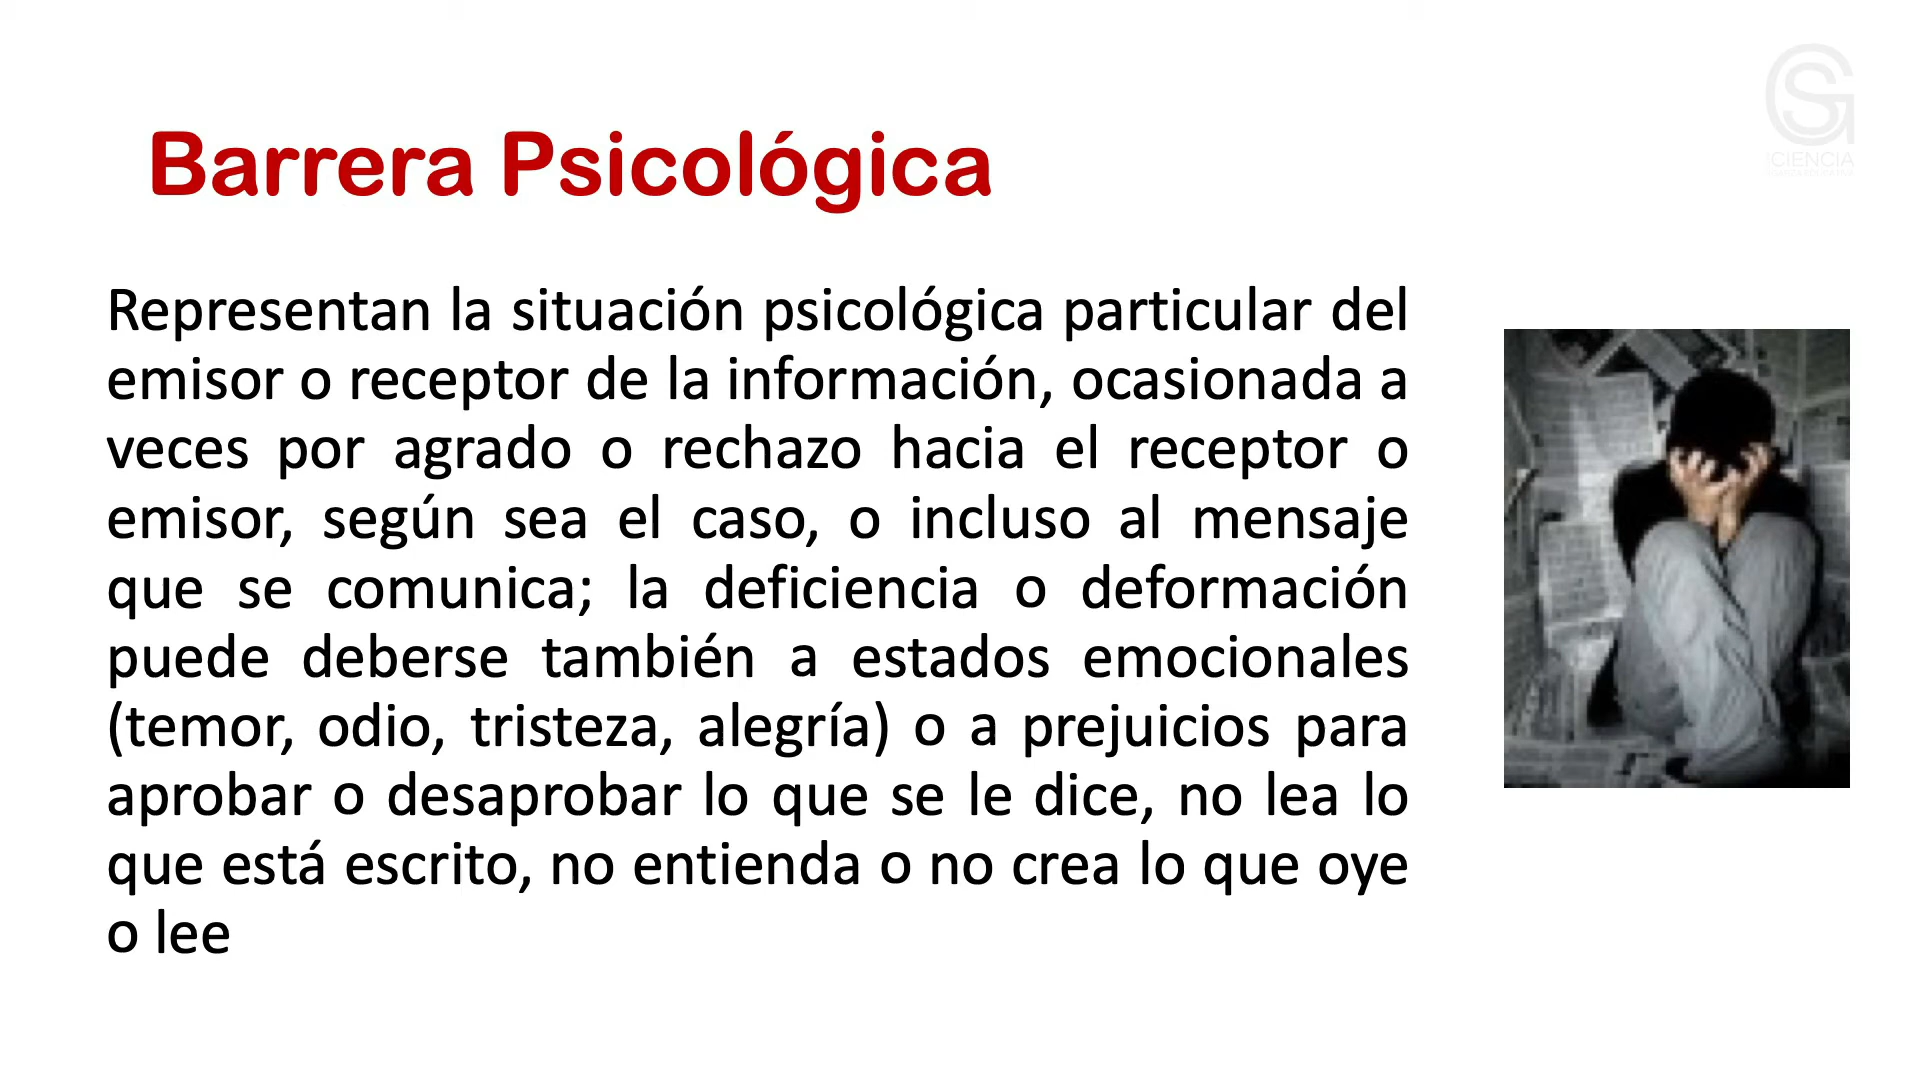 Barrera Psicológica
CIENCIA
Representan la situación psicológica particular del
emisor o receptor de la información, ocasionada a
veces por agrado o rechazo hacia el receptor o
emisor, según sea el caso, o incluso al mensaje
que se comunica; la deficiencia o deformación
puede deberse también a estados emocionales
(temor, odio, tristeza, alegría) o a prejuicios para
aprobar o desaprobar lo que se le dice, no lea lo
que está escrito, no entienda o no crea lo que oye
o lee